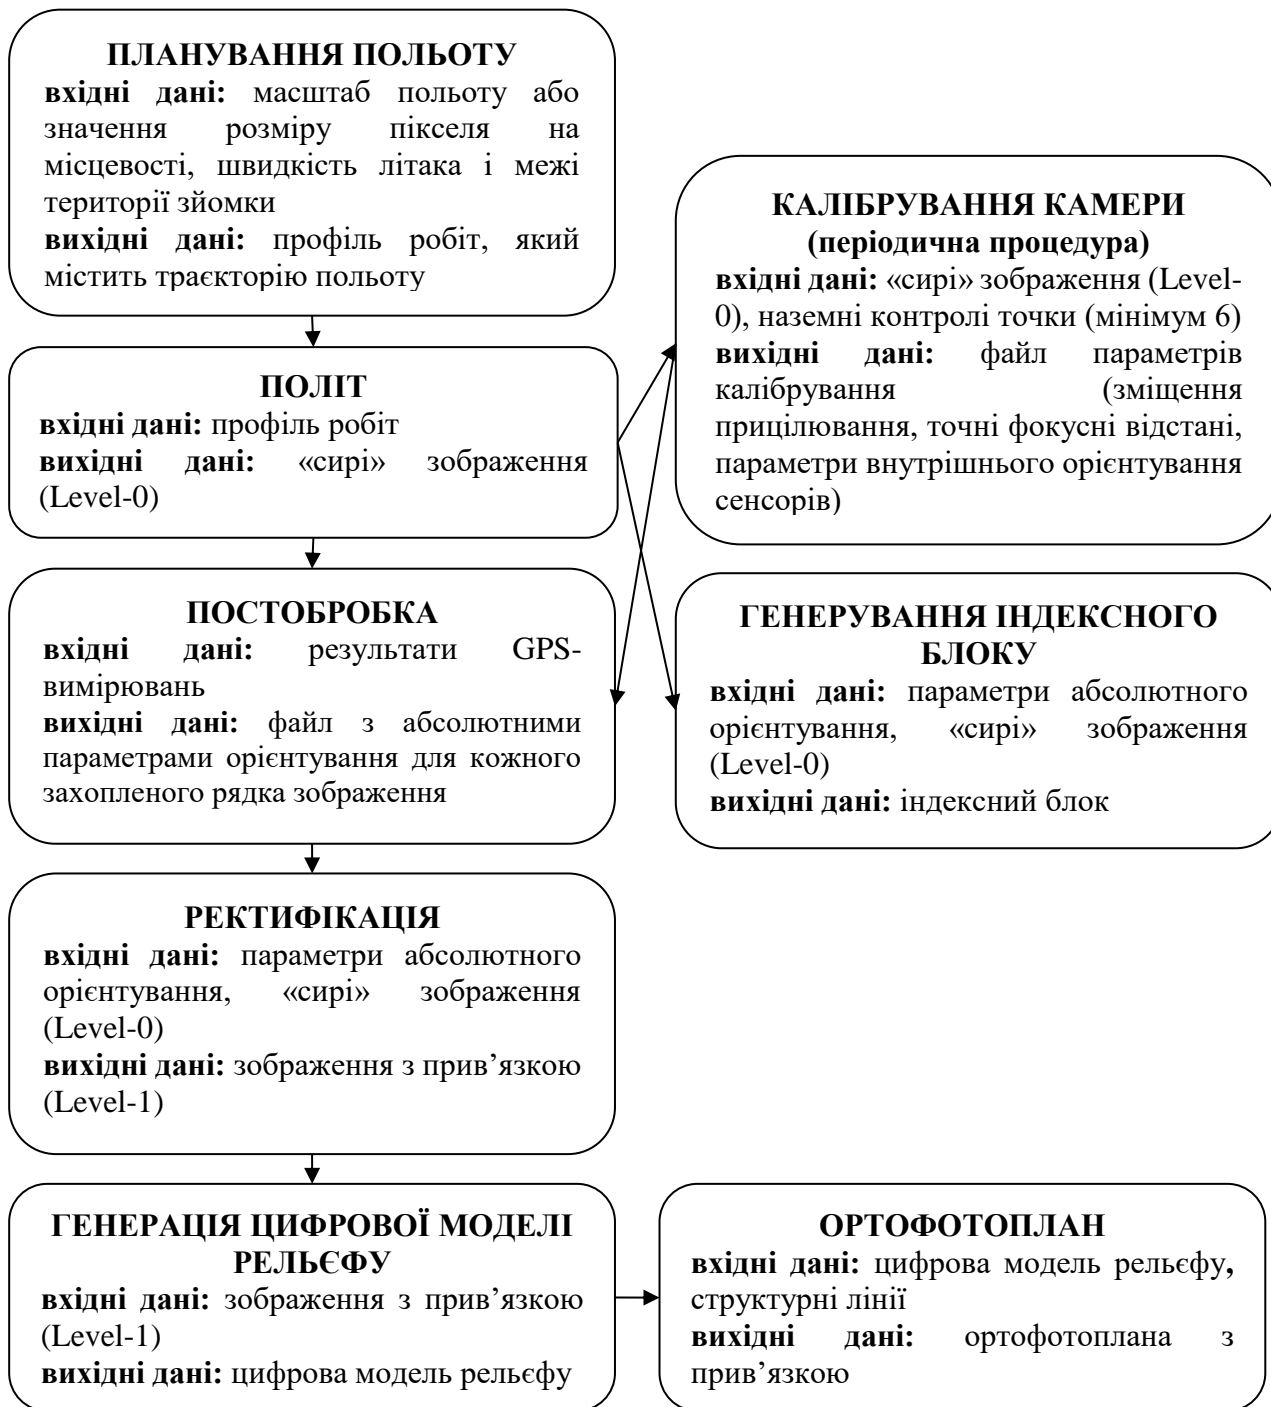 ПЛАНУВАННЯ ПОЛЬОТУ
вхідні дані: масштаб польоту або
значення розміру пікселя на
місцевості, швидкість літака і межі
території зйомки
вихідні дані: профіль робіт, який
містить траєкторію польоту
КАЛІБРУВАННЯ КАМЕРИ
(періодична процедура)
вхідні дані: «сирі» зображення (Level-
0), наземні контролі точки (мінімум 6)
вихідні дані: файл параметрів
калібрування (зміщення
прицілювання, точні фокусні відстані,
параметри внутрішнього орієнтування
сенсорів)
ПОЛІТ
вхідні дані: профіль робіт
вихідні дані: «сирі» зображення
(Level-0)
ПОСТОБРОБКА
вхідні дані: результати GPS-
вимірювань
вихідні дані: файл з абсолютними
параметрами орієнтування для кожного
захопленого рядка зображення
ГЕНЕРУВАННЯ ІНДЕКСНОГО
БЛОКУ
вхідні дані: параметри абсолютного
орієнтування, «сирі» зображення
(Level-0)
вихідні дані: індексний блок
РЕКТИФІКАЦІЯ
вхідні дані: параметри абсолютного
орієнтування, «сирі» зображення
(Level-0)
вихідні дані: зображення з прив’язкою
(Level-1)
ГЕНЕРАЦІЯ ЦИФРОВОЇ МОДЕЛІ
РЕЛЬЄФУ
вхідні дані: зображення з прив’язкою
(Level-1)
вихідні дані: цифрова модель рельєфу
ОРТОФОТОПЛАН
вхідні дані: цифрова модель рельєфу,
структурні лінії
вихідні дані: ортофотоплана з
прив’язкою